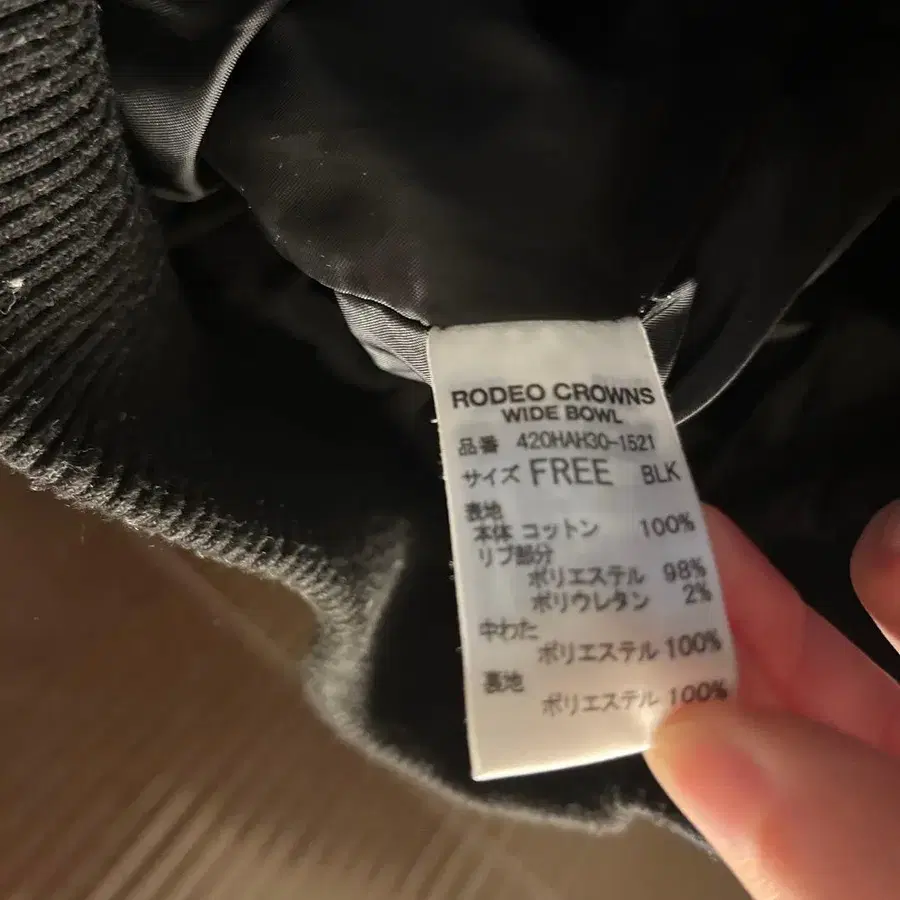 RODEO CROWNS
WIDE BOWL
品番 420HAH30-1521
サイズ FREE BLK
表地
本体 コットン 100%
リブ部分
ポリエステル 98%
ポリウレタン 2%
中わた
ポリエステル 100%
裏地
ポリエステル 100%